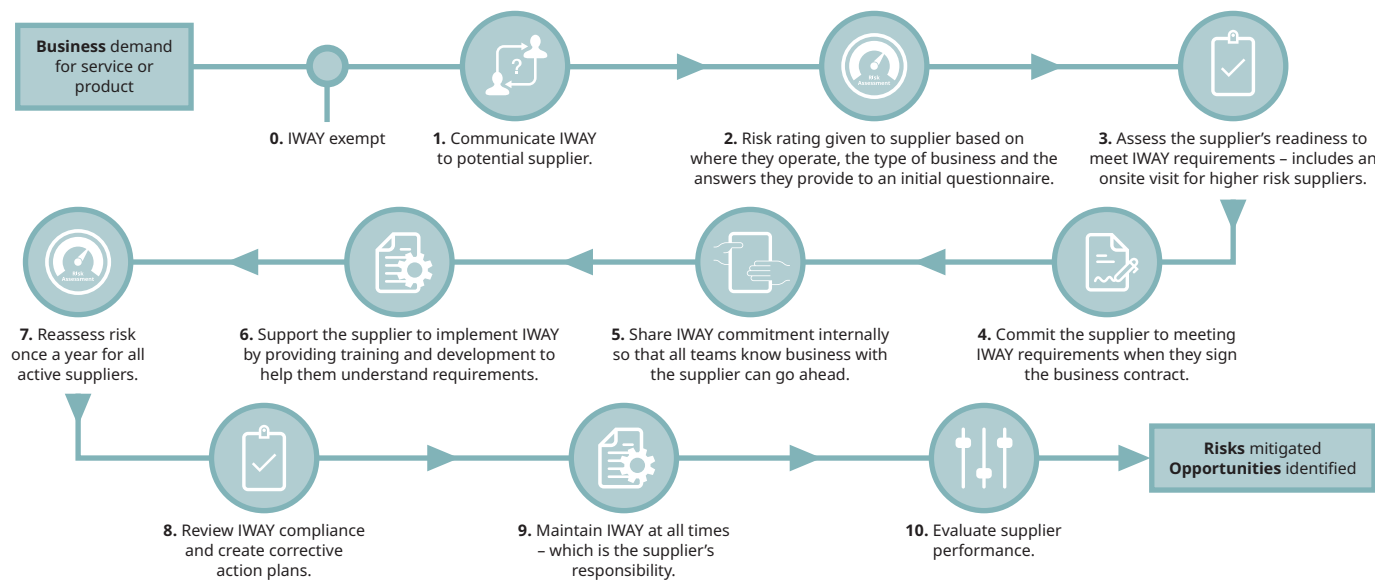 Business demand
for service or
product
0. IWAY exempt
1. Communicate IWAY
to potential supplier.
?
Risk
Assessment
2. Risk rating given to supplier based on
where they operate, the type of business and the
answers they provide to an initial questionnaire.
3. Assess the supplier’s readiness to
meet IWAY requirements – includes an
onsite visit for higher risk suppliers.
4. Commit the supplier to meeting
IWAY requirements when they sign
the business contract.
5. Share IWAY commitment internally
so that all teams know business with
the supplier can go ahead.
6. Support the supplier to implement IWAY
by providing training and development to
help them understand requirements.
Risk
Assessment
7. Reassess risk
once a year for all
active suppliers.
8. Review IWAY compliance
and create corrective
action plans.
9. Maintain IWAY at all times
– which is the supplier’s
responsibility.
10. Evaluate supplier
performance.
Risks mitigated
Opportunities identified